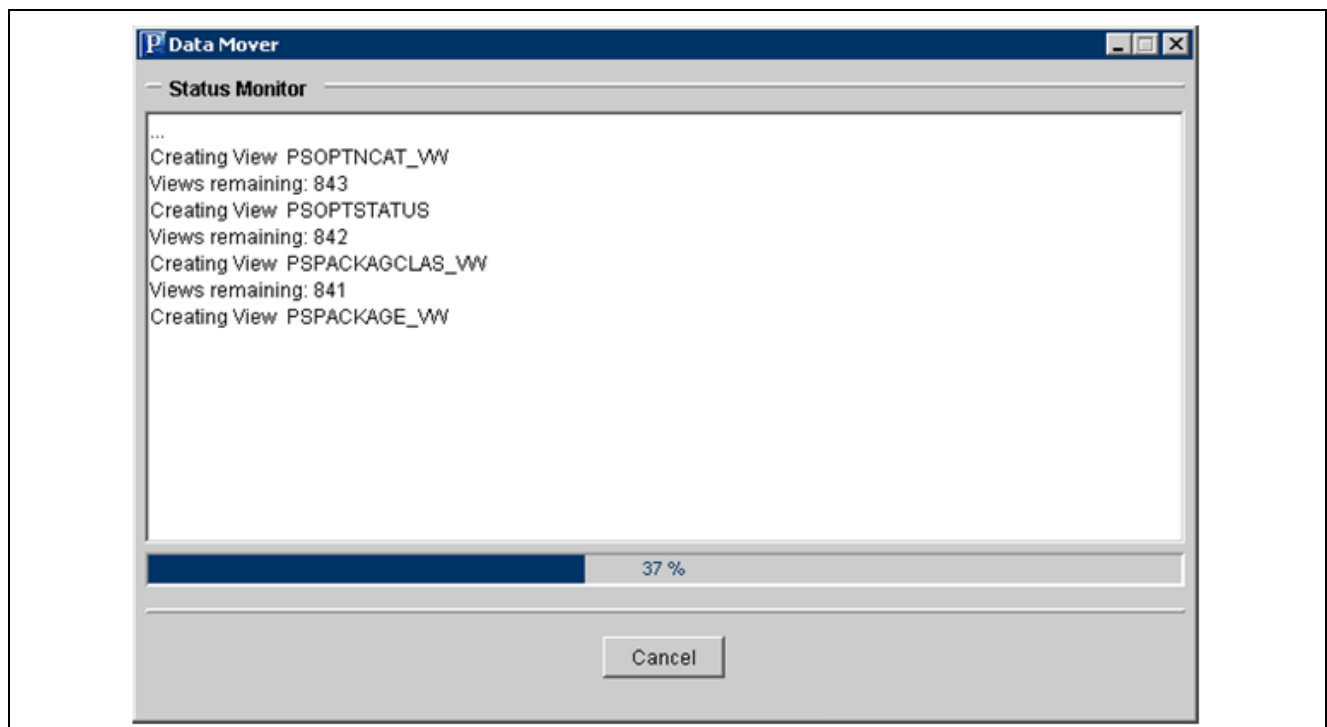 Data Mover
Status Monitor
...
Creating View PSOPTNCAT_VW
Views remaining: 843
Creating View PSOPTSTATUS
Views remaining: 842
Creating View PSPACKAGCLAS_VW
Views remaining: 841
Creating View PSPACKAGE_VW
37 %
Cancel